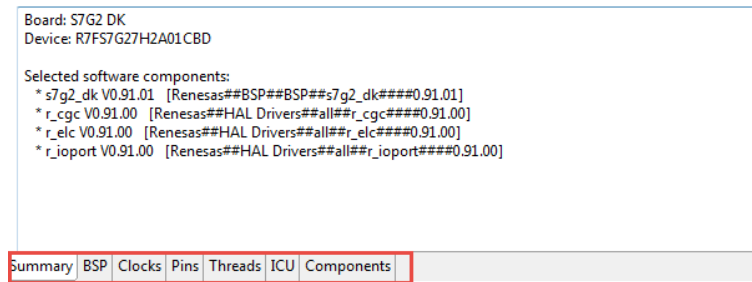 Board: S7G2 DK
Device: R7FS7G27H2A01CBD
Selected software components:
* s7g2_dk V0.91.01 [Renesas##BSP##BSP##s7g2_dk####0.91.01]
* r_cgc V0.91.00 [Renesas##HAL Drivers##all##r_cgc####0.91.00]
* r_elc V0.91.00 [Renesas##HAL Drivers##all##r_elc####0.91.00]
* r_ioport V0.91.00 [Renesas##HAL Drivers##all##r_ioport####0.91.00]
Summary BSP Clocks Pins Threads ICU Components